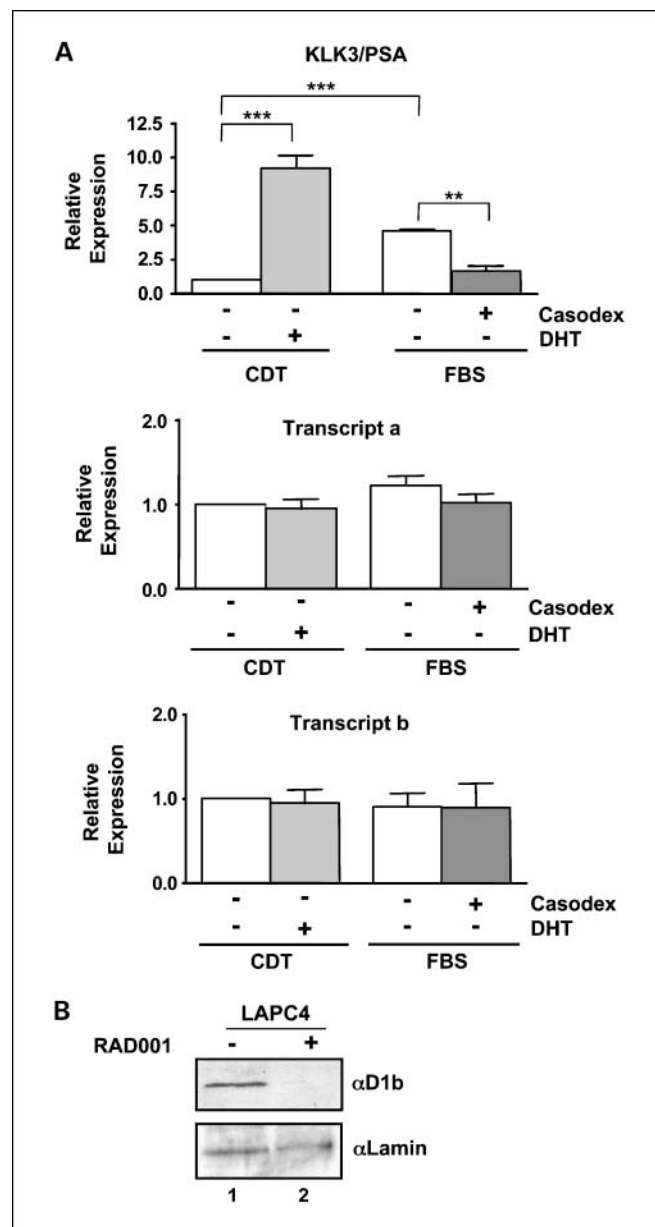 A
KLK3/PSA
***
***
**
Relative
Expression
12.5
10.0
7.5
5.0
2.5
0.0
- - - + Casodex
- + - - DHT
CDT FBS
Transcript a
Relative
Expression
2.0
1.0
0.0
- - - + Casodex
- + - - DHT
CDT FBS
Transcript b
Relative
Expression
2.0
1.0
0.0
- - - + Casodex
- + - - DHT
CDT FBS
B
LAPC4
RAD001 - +
αD1b
αLamin
1 2